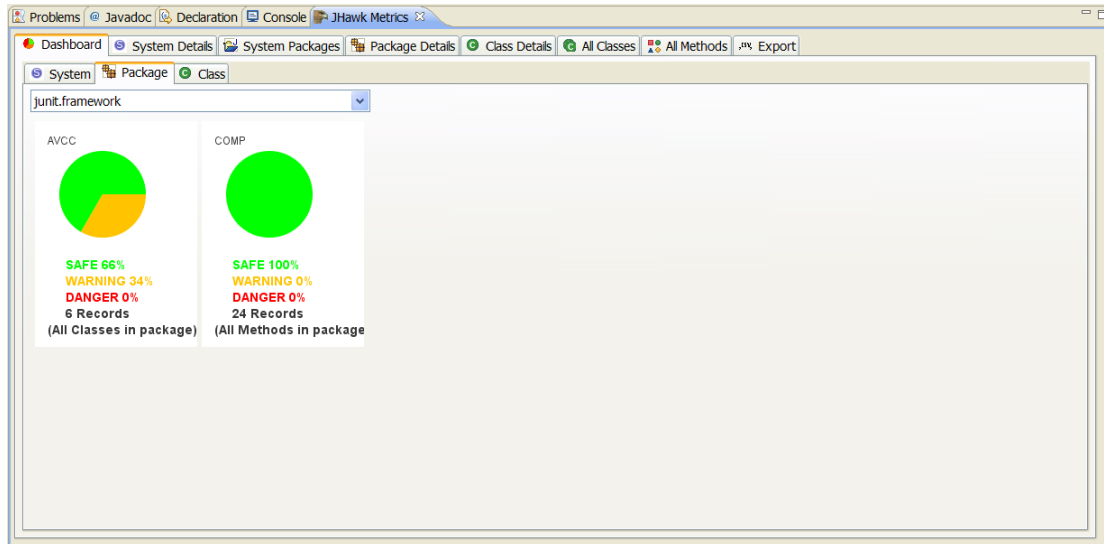 Problems @ Javadoc Declaration Console JHawk Metrics
Dashboard System Details System Packages Package Details Class Details All Classes All Methods Export
System Package Class
junit.framework
AVCC COMP
SAFE 66% SAFE 100%
WARNING 34% WARNING 0%
DANGER 0% DANGER 0%
6 Records 24 Records
(All Classes in package) (All Methods in package